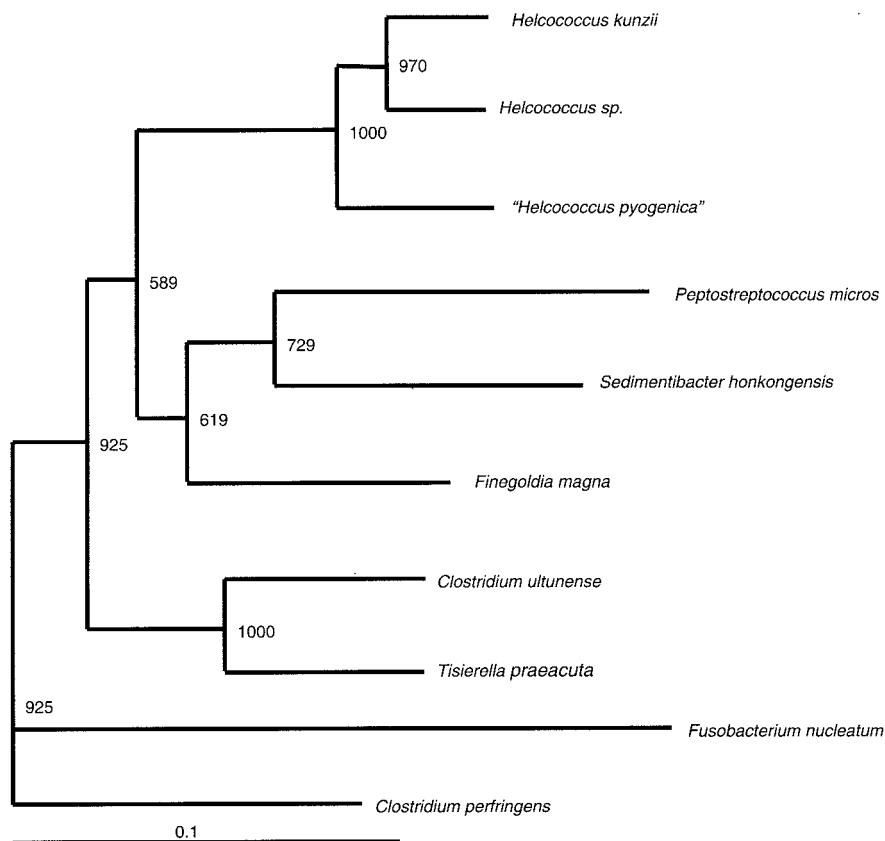 Helcococcus kunzii
970
Helcococcus sp.
1000
"Helcococcus pyogenica"
589
Peptostreptococcus micros
729
Sedimentibacter honkongensis
619
925
Finegoldia magna
Clostridium ultunense
1000
Tisierella praeacuta
925
Fusobacterium nucleatum
Clostridium perfringens
0.1